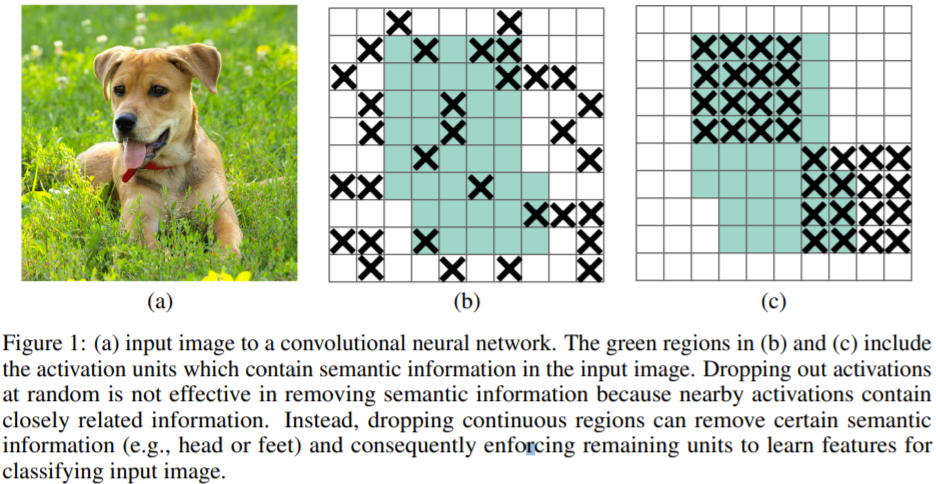 (a)
(b)
(c)
Figure 1: (a) input image to a convolutional neural network. The green regions in (b) and (c) include
the activation units which contain semantic information in the input image. Dropping out activations
at random is not effective in removing semantic information because nearby activations contain
closely related information. Instead, dropping continuous regions can remove certain semantic
information (e.g., head or feet) and consequently enforcing remaining units to learn features for
classifying input image.